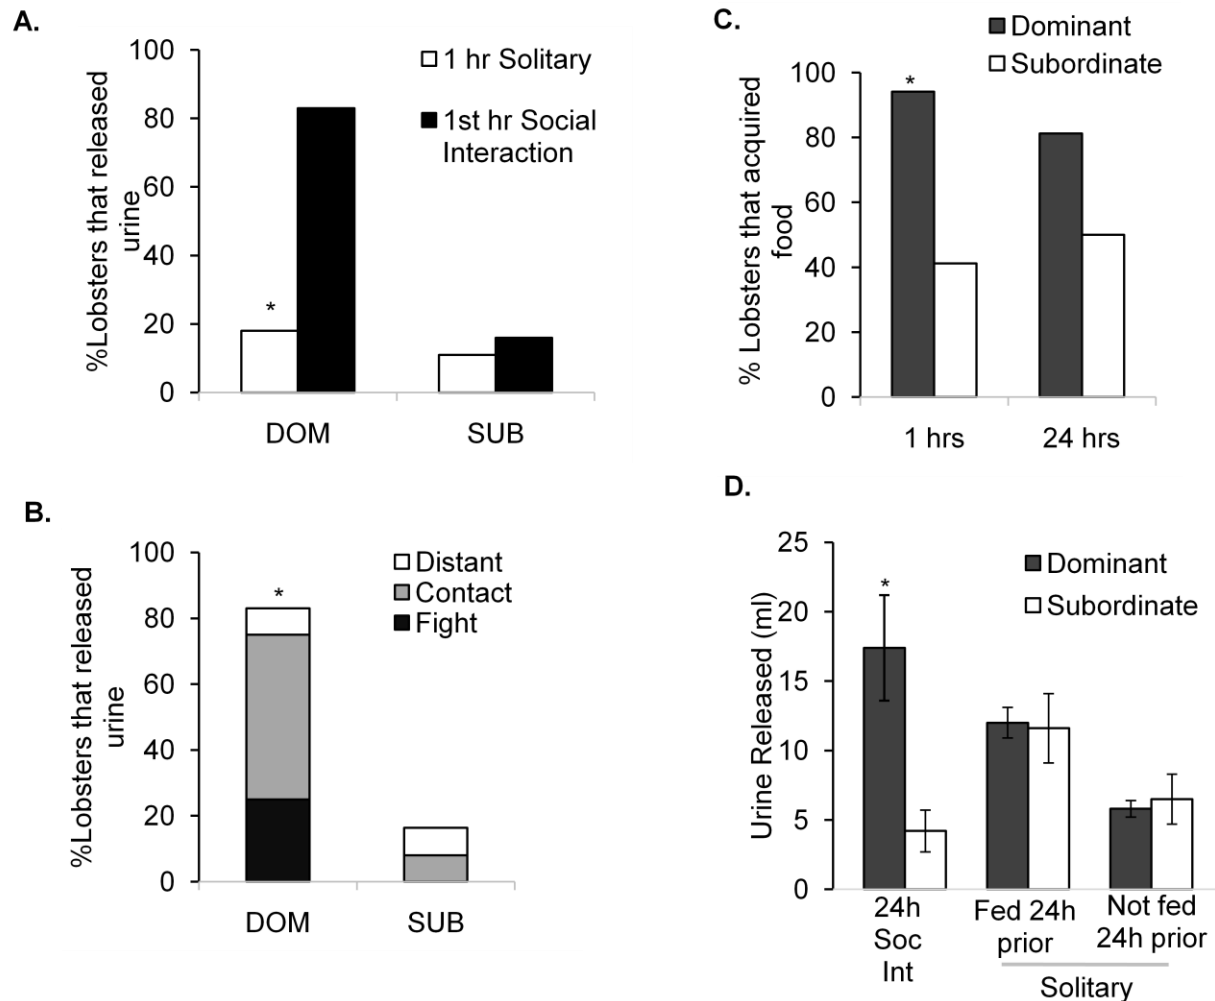 A.
%Lobsters that released
urine
100
80
60
40
20
0
*
1 hr Solitary
1st hr Social
Interaction
DOM
SUB
B.
%Lobsters that released
urine
100
80
60
40
20
0
*
Distant
Contact
Fight
DOM
SUB
C.
Dominant
Subordinate
% Lobsters that acquired
food
100
80
60
40
20
0
*
1 hrs
24 hrs
D.
Urine Released (ml)
25
20
15
10
5
0
*
Dominant
Subordinate
24h
Soc
Int
Fed 24h
prior
Not fed
24h prior
Solitary